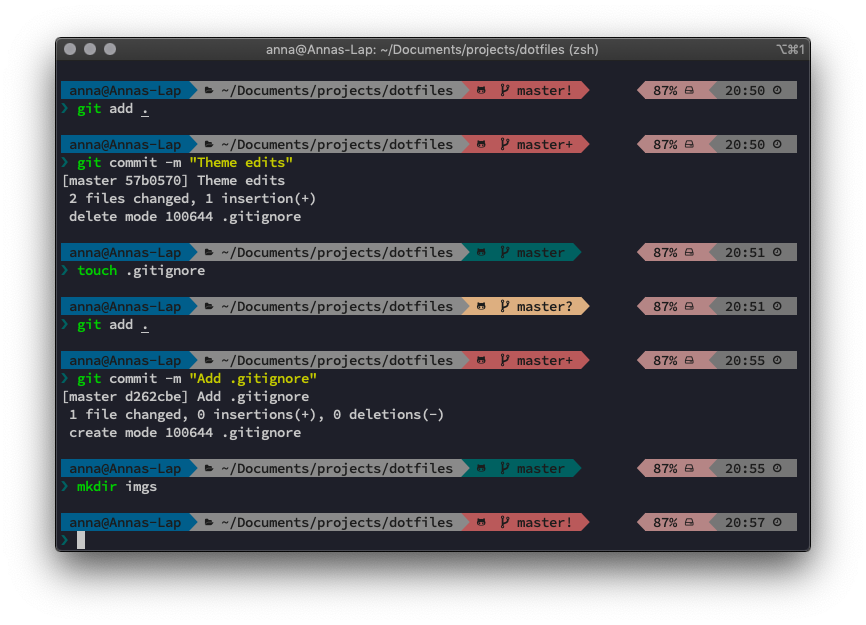 anna@Annas-Lap: ~/Documents/projects/dotfiles (zsh) ⌥⌘1
anna@Annas-Lap ~/Documents/projects/dotfiles master! 87% 20:50
❯ git add .
anna@Annas-Lap ~/Documents/projects/dotfiles master+ 87% 20:50
❯ git commit -m "Theme edits"
[master 57b0570] Theme edits
2 files changed, 1 insertion(+)
delete mode 100644 .gitignore
anna@Annas-Lap ~/Documents/projects/dotfiles master 87% 20:51
❯ touch .gitignore
anna@Annas-Lap ~/Documents/projects/dotfiles master? 87% 20:51
❯ git add .
anna@Annas-Lap ~/Documents/projects/dotfiles master+ 87% 20:55
❯ git commit -m "Add .gitignore"
[master d262cbe] Add .gitignore
1 file changed, 0 insertions(+), 0 deletions(-)
create mode 100644 .gitignore
anna@Annas-Lap ~/Documents/projects/dotfiles master 87% 20:55
❯ mkdir imgs
anna@Annas-Lap ~/Documents/projects/dotfiles master! 87% 20:57
❯